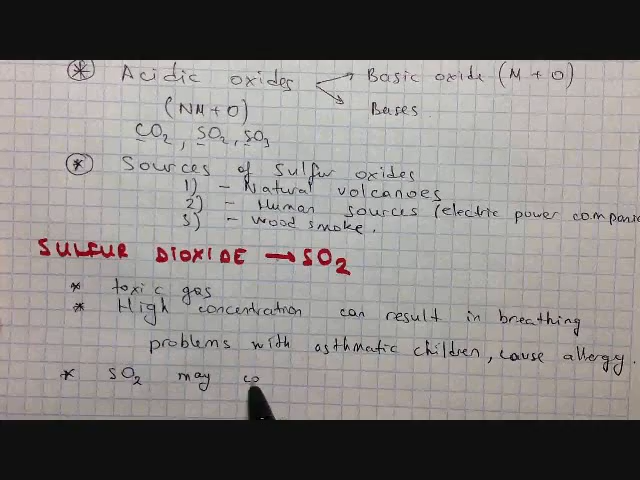 * Acidic oxides → Basic oxide (M + O)
(NM + O) → Bases
CO2, SO2, SO3
* Sources of sulfur oxides
1) - Natural volcanoes
2) - Human sources (electric power companie
3) - wood smoke.
SULFUR DIOXIDE → SO2
* toxic gas
* High concentration can result in breathing
problems with asthmatic children, cause allergy.
* SO2 may co